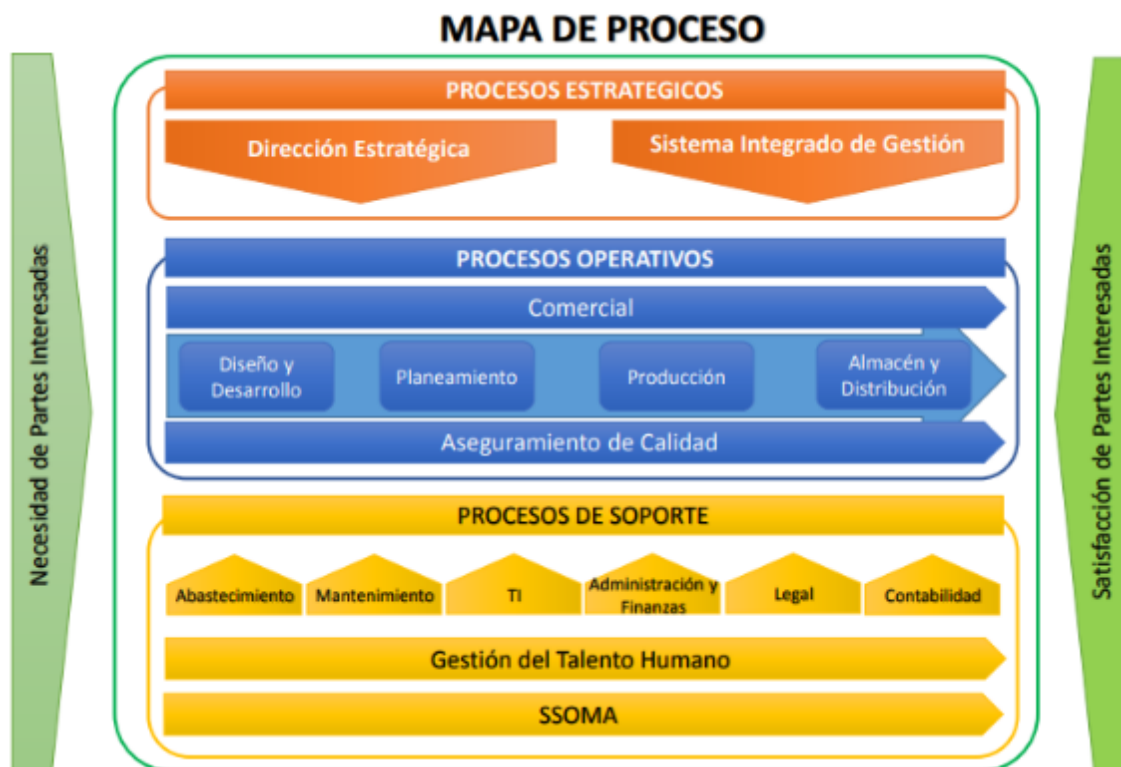 MAPA DE PROCESO
Necesidad de Partes Interesadas
PROCESOS ESTRATEGICOS
Dirección Estratégica
Sistema Integrado de Gestión
PROCESOS OPERATIVOS
Comercial
Diseño y
Desarrollo
Planeamiento
Producción
Almacén y
Distribución
Aseguramiento de Calidad
PROCESOS DE SOPORTE
Abastecimiento
Mantenimiento
TI
Administración y
Finanzas
Legal
Contabilidad
Gestión del Talento Humano
SSOMA
Satisfacción de Partes Interesadas